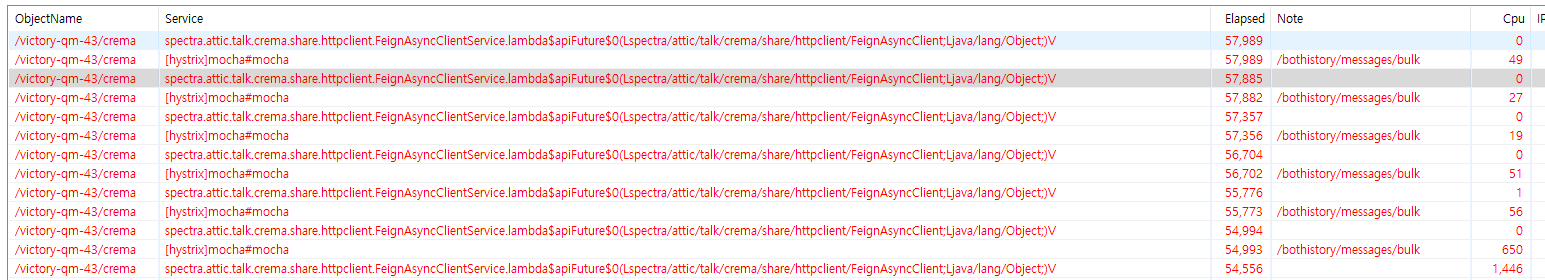 ObjectName Service Elapsed Note Cpu IP
/victory-qm-43/crema spectra.attic.talk.crema.share.httpclient.FeignAsyncClientService.lambda$apiFuture$0(Lspectra/attic/talk/crema/share/httpclient/FeignAsyncClient;Ljava/lang/Object;)V 57,989 0
/victory-qm-43/crema [hystrix]mocha#mocha 57,989 /bothistory/messages/bulk 49
/victory-qm-43/crema spectra.attic.talk.crema.share.httpclient.FeignAsyncClientService.lambda$apiFuture$0(Lspectra/attic/talk/crema/share/httpclient/FeignAsyncClient;Ljava/lang/Object;)V 57,885 0
/victory-qm-43/crema [hystrix]mocha#mocha 57,882 /bothistory/messages/bulk 27
/victory-qm-43/crema spectra.attic.talk.crema.share.httpclient.FeignAsyncClientService.lambda$apiFuture$0(Lspectra/attic/talk/crema/share/httpclient/FeignAsyncClient;Ljava/lang/Object;)V 57,357 0
/victory-qm-43/crema [hystrix]mocha#mocha 57,356 /bothistory/messages/bulk 19
/victory-qm-43/crema spectra.attic.talk.crema.share.httpclient.FeignAsyncClientService.lambda$apiFuture$0(Lspectra/attic/talk/crema/share/httpclient/FeignAsyncClient;Ljava/lang/Object;)V 56,704 0
/victory-qm-43/crema [hystrix]mocha#mocha 56,702 /bothistory/messages/bulk 51
/victory-qm-43/crema spectra.attic.talk.crema.share.httpclient.FeignAsyncClientService.lambda$apiFuture$0(Lspectra/attic/talk/crema/share/httpclient/FeignAsyncClient;Ljava/lang/Object;)V 55,776 1
/victory-qm-43/crema [hystrix]mocha#mocha 55,773 /bothistory/messages/bulk 56
/victory-qm-43/crema spectra.attic.talk.crema.share.httpclient.FeignAsyncClientService.lambda$apiFuture$0(Lspectra/attic/talk/crema/share/httpclient/FeignAsyncClient;Ljava/lang/Object;)V 54,994 0
/victory-qm-43/crema [hystrix]mocha#mocha 54,993 /bothistory/messages/bulk 650
/victory-qm-43/crema spectra.attic.talk.crema.share.httpclient.FeignAsyncClientService.lambda$apiFuture$0(Lspectra/attic/talk/crema/share/httpclient/FeignAsyncClient;Ljava/lang/Object;)V 54,556 1,446